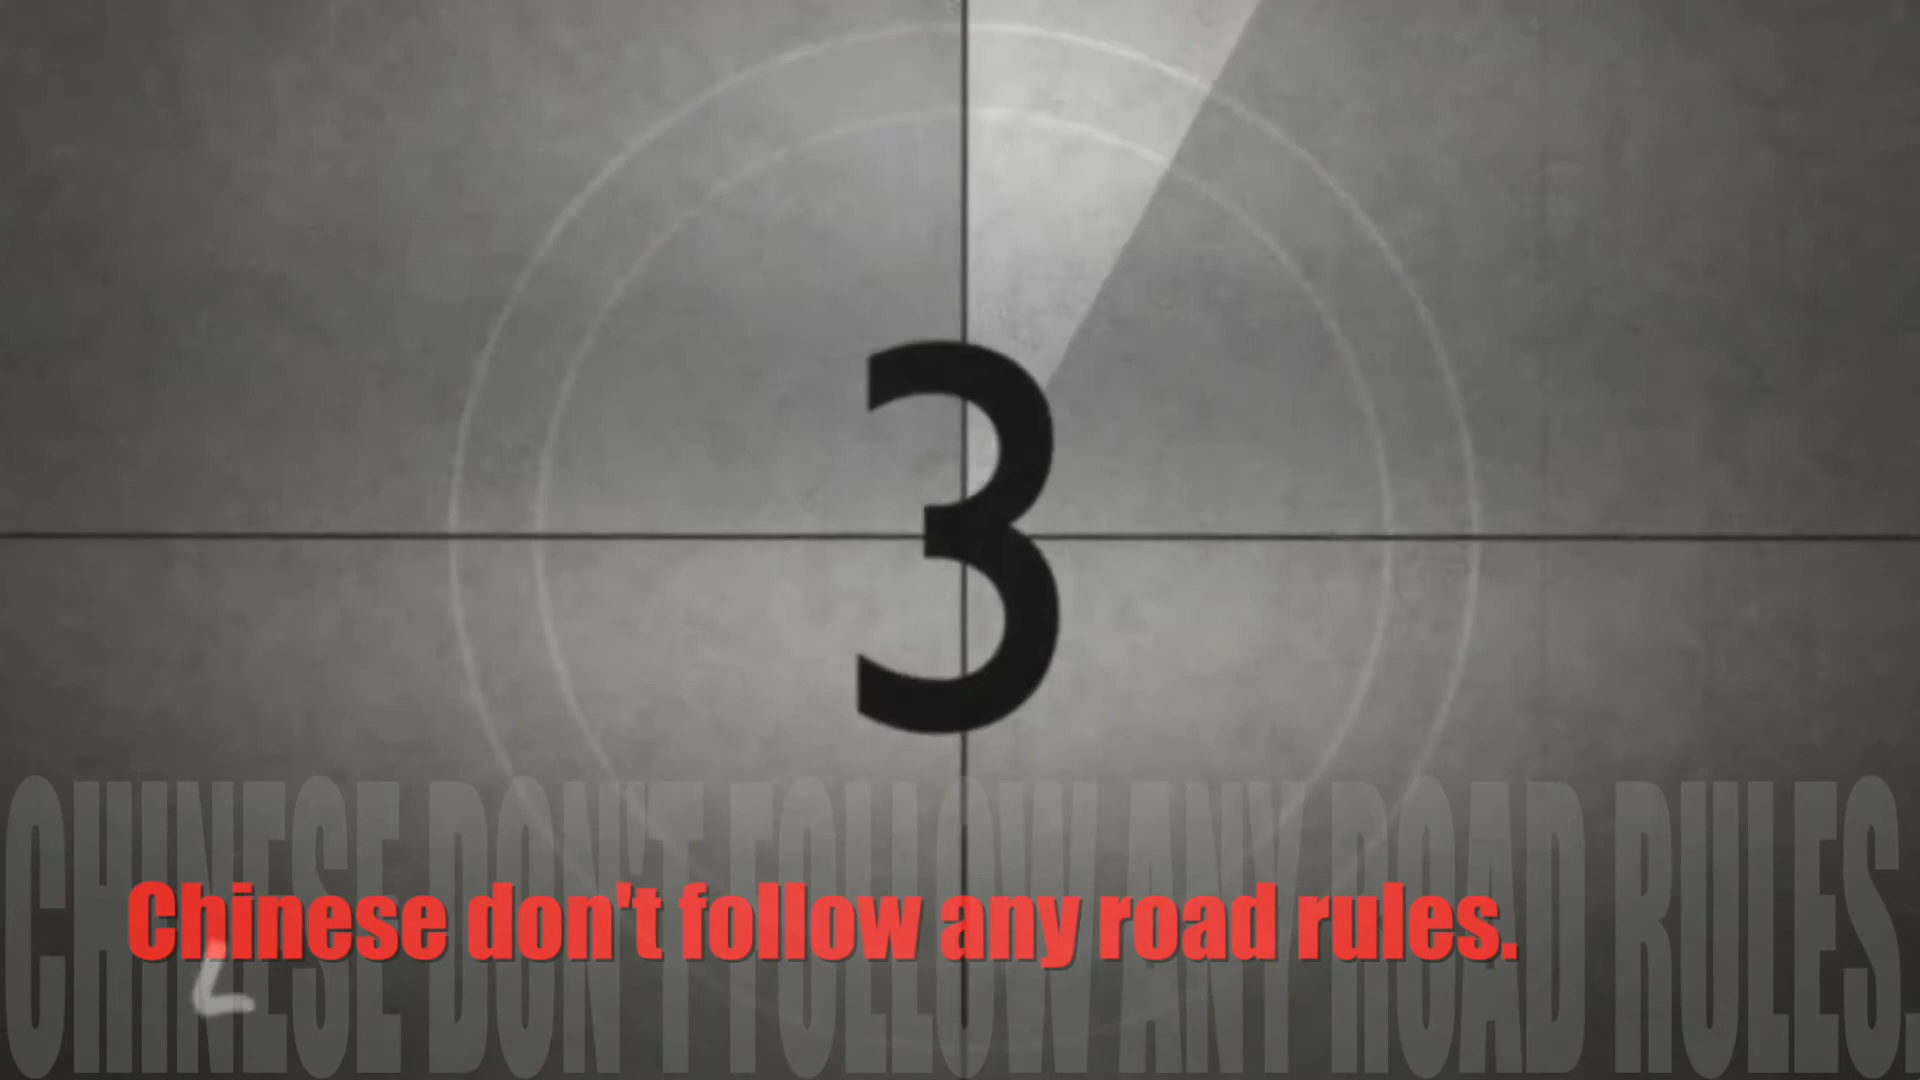 3
CHINESE DON'T FOLLOW ANY ROAD RULES.
Chinese don't follow any road rules.